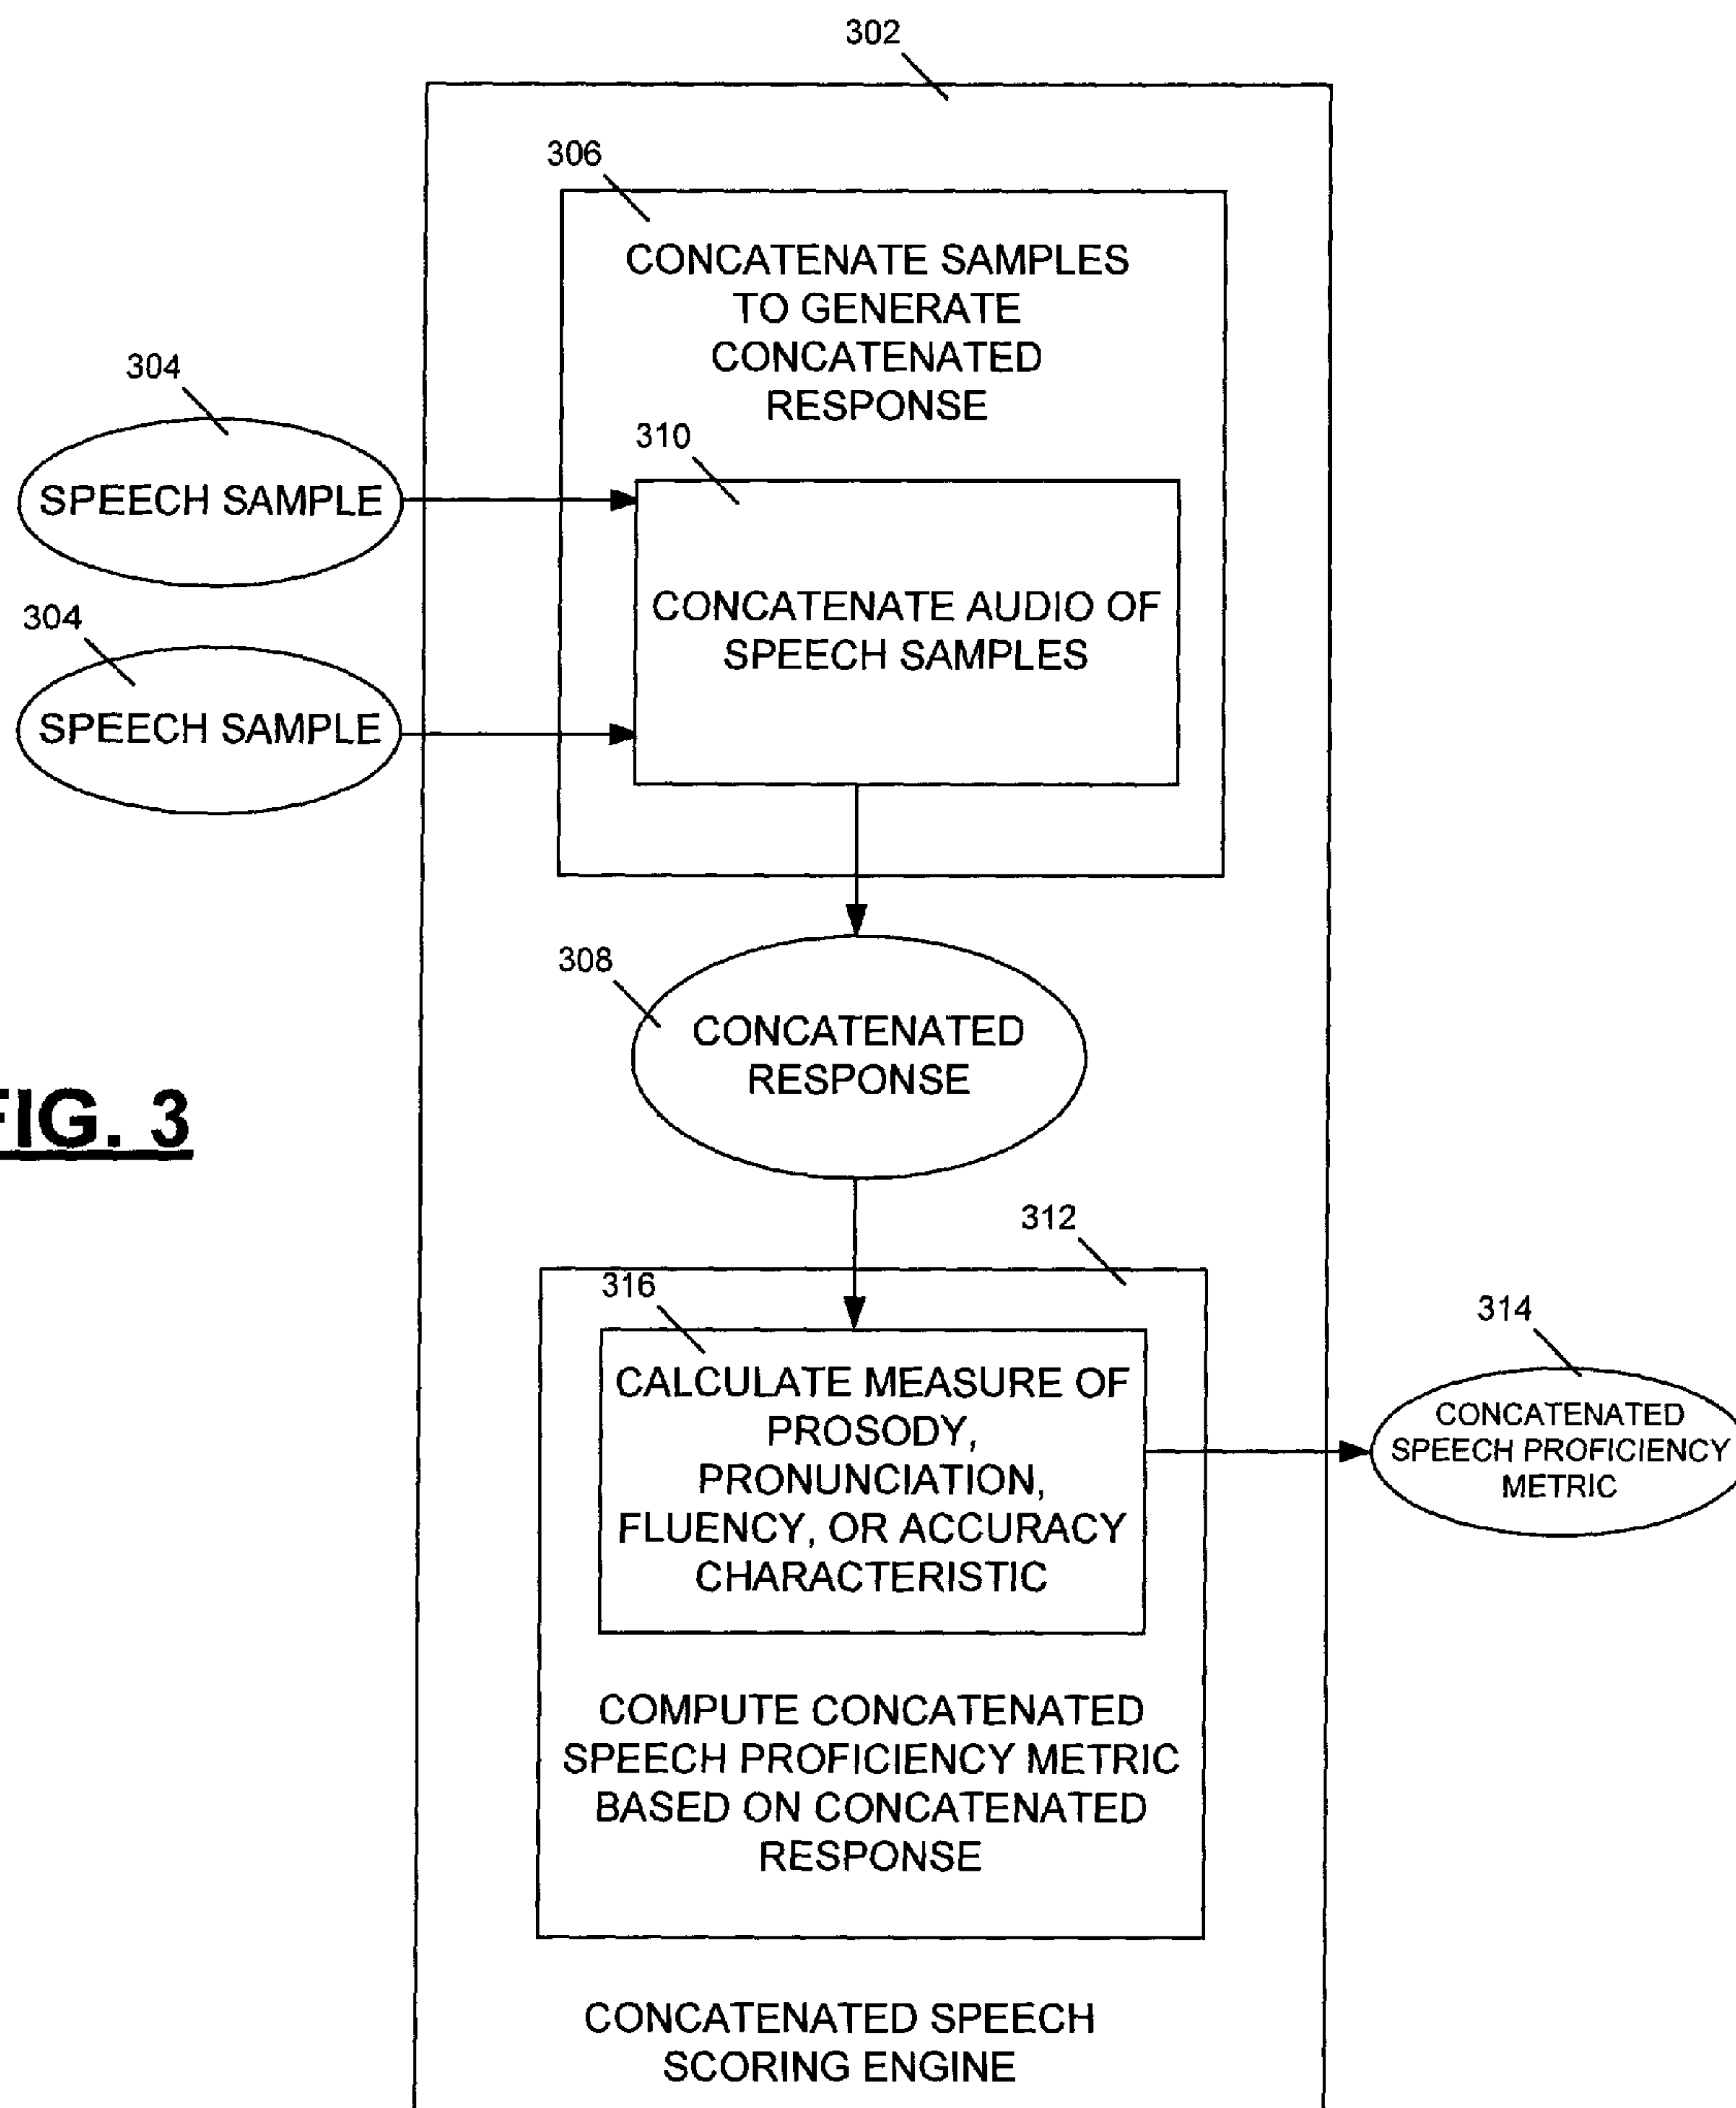 302
306
CONCATENATE SAMPLES
TO GENERATE
CONCATENATED
RESPONSE
304
SPEECH SAMPLE
310
CONCATENATE AUDIO OF
SPEECH SAMPLES
304
SPEECH SAMPLE
308
CONCATENATED
RESPONSE
FIG. 3
312
316
CALCULATE MEASURE OF
PROSODY,
PRONUNCIATION,
FLUENCY, OR ACCURACY
CHARACTERISTIC
314
CONCATENATED
SPEECH PROFICIENCY
METRIC
COMPUTE CONCATENATED
SPEECH PROFICIENCY METRIC
BASED ON CONCATENATED
RESPONSE
CONCATENATED SPEECH
SCORING ENGINE